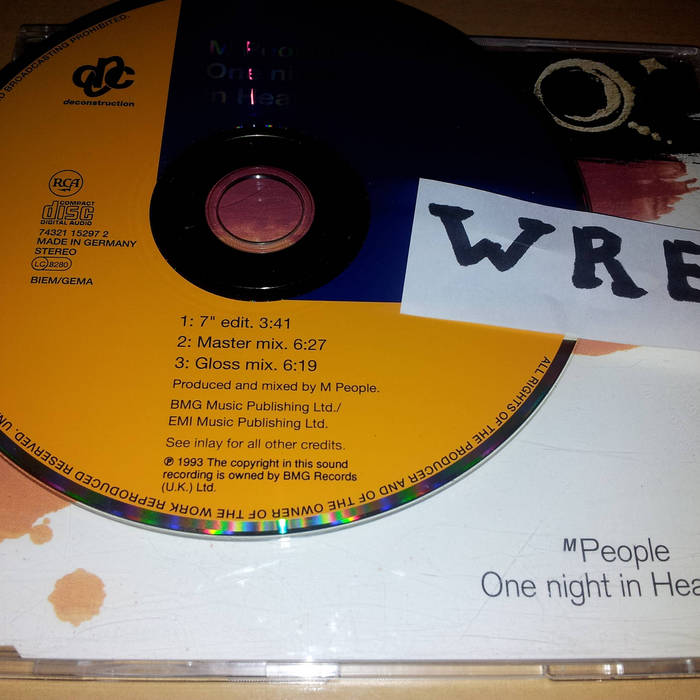 D BROADCASTING PROHIBITED.
deconstruction
M People
One nig
in Hea
RCA
COMPACT
disc
DIGITAL AUDIO
74321 15297 2
MADE IN GERMANY
STEREO
LC 8280
BIEM/GEMA
WRE
1: 7" edit. 3:41
2: Master mix. 6:27
3: Gloss mix. 6:19
Produced and mixed by M People.
BMG Music Publishing Ltd./
EMI Music Publishing Ltd.
See inlay for all other credits.
℗ 1993 The copyright in this sound
recording is owned by BMG Records
(U.K.) Ltd.
ALL RIGHTS OF THE PRODUCER AND OF THE OWNER OF THE WORK REPRODUCED RESERVED. UN
M People
One night in Hea